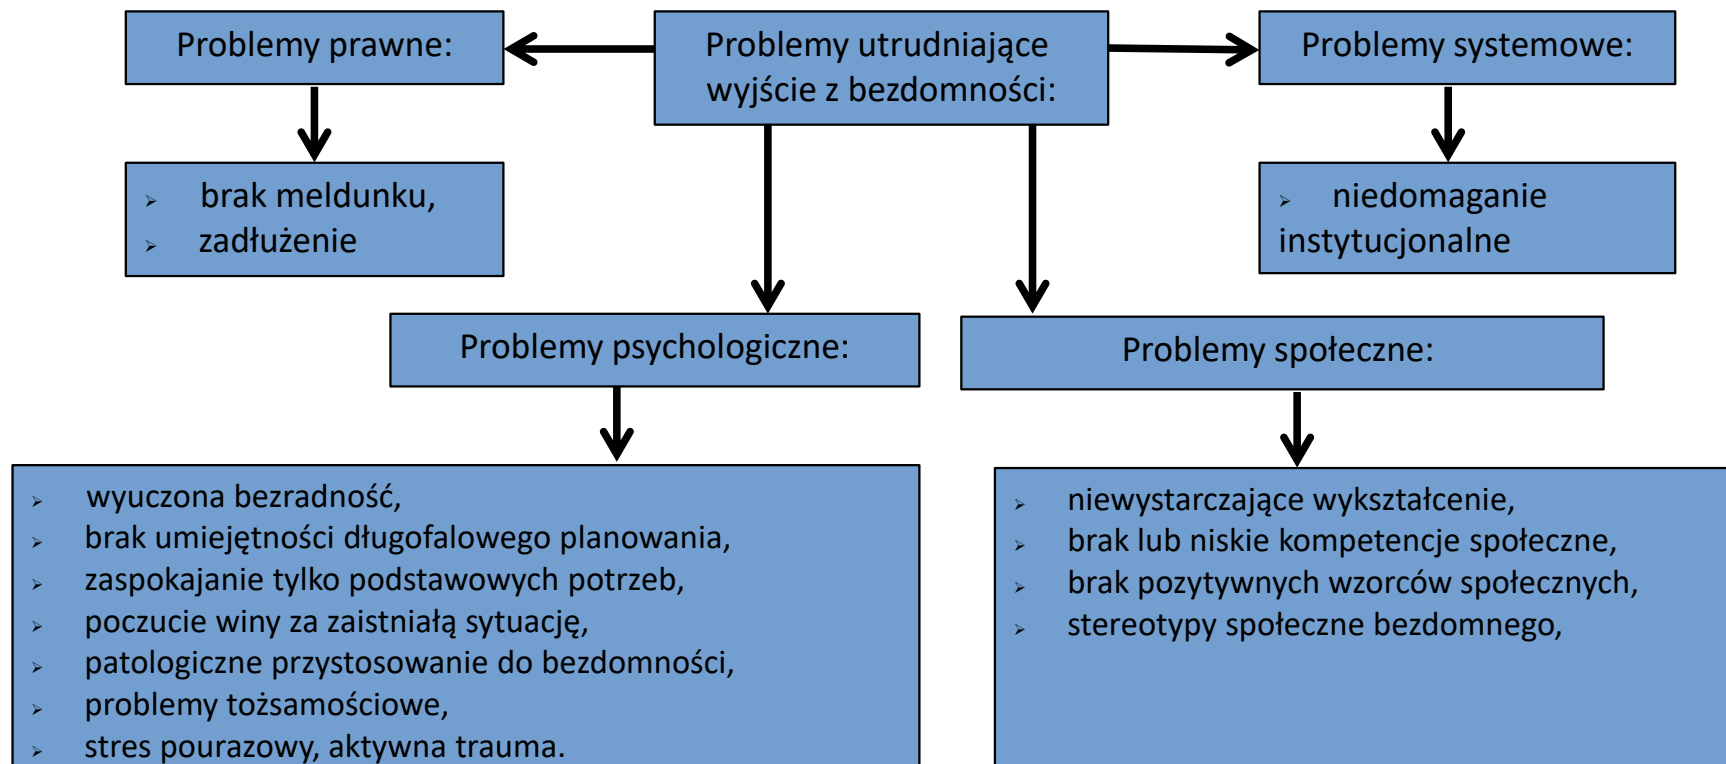 Problemy prawne:
Problemy utrudniające
wyjście z bezdomności:
Problemy systemowe:
➢ brak meldunku,
➢ zadłużenie
➢ niedomaganie
instytucjonalne
Problemy psychologiczne:
Problemy społeczne:
➢ wyuczona bezradność,
➢ brak umiejętności długofalowego planowania,
➢ zaspokajanie tylko podstawowych potrzeb,
➢ poczucie winy za zaistniałą sytuację,
➢ patologiczne przystosowanie do bezdomności,
➢ problemy tożsamościowe,
➢ stres pourazowy, aktywna trauma.
➢ niewystarczające wykształcenie,
➢ brak lub niskie kompetencje społeczne,
➢ brak pozytywnych wzorców społecznych,
➢ stereotypy społeczne bezdomnego,